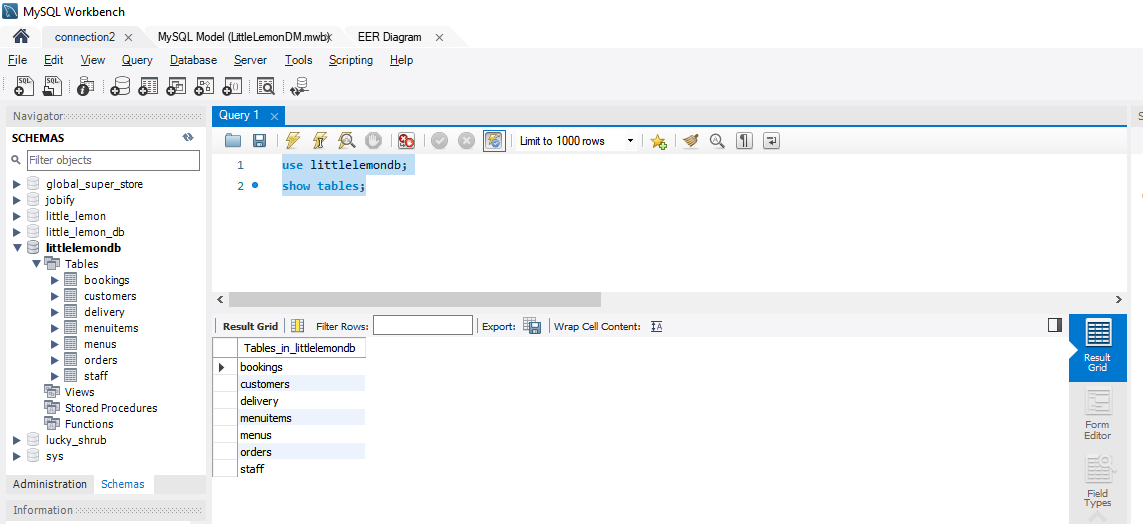 MySQL Workbench
connection2
MySQL Model (LittleLemonDM.mwb)
EER Diagram
File Edit View Query Database Server Tools Scripting Help
Navigator
SCHEMAS
Filter objects
global_super_store
jobify
little_lemon
little_lemon_db
littlelemondb
Tables
bookings
customers
delivery
menuitems
menus
orders
staff
Views
Stored Procedures
Functions
lucky_shrub
sys
Administration Schemas
Information
Query 1
Limit to 1000 rows
1 use littlelemondb;
2 show tables;
Result Grid Filter Rows: Export: Wrap Cell Content:
Tables_in_littlelemondb
bookings
customers
delivery
menuitems
menus
orders
staff
Result
Grid
Form
Editor
Field
Types
S